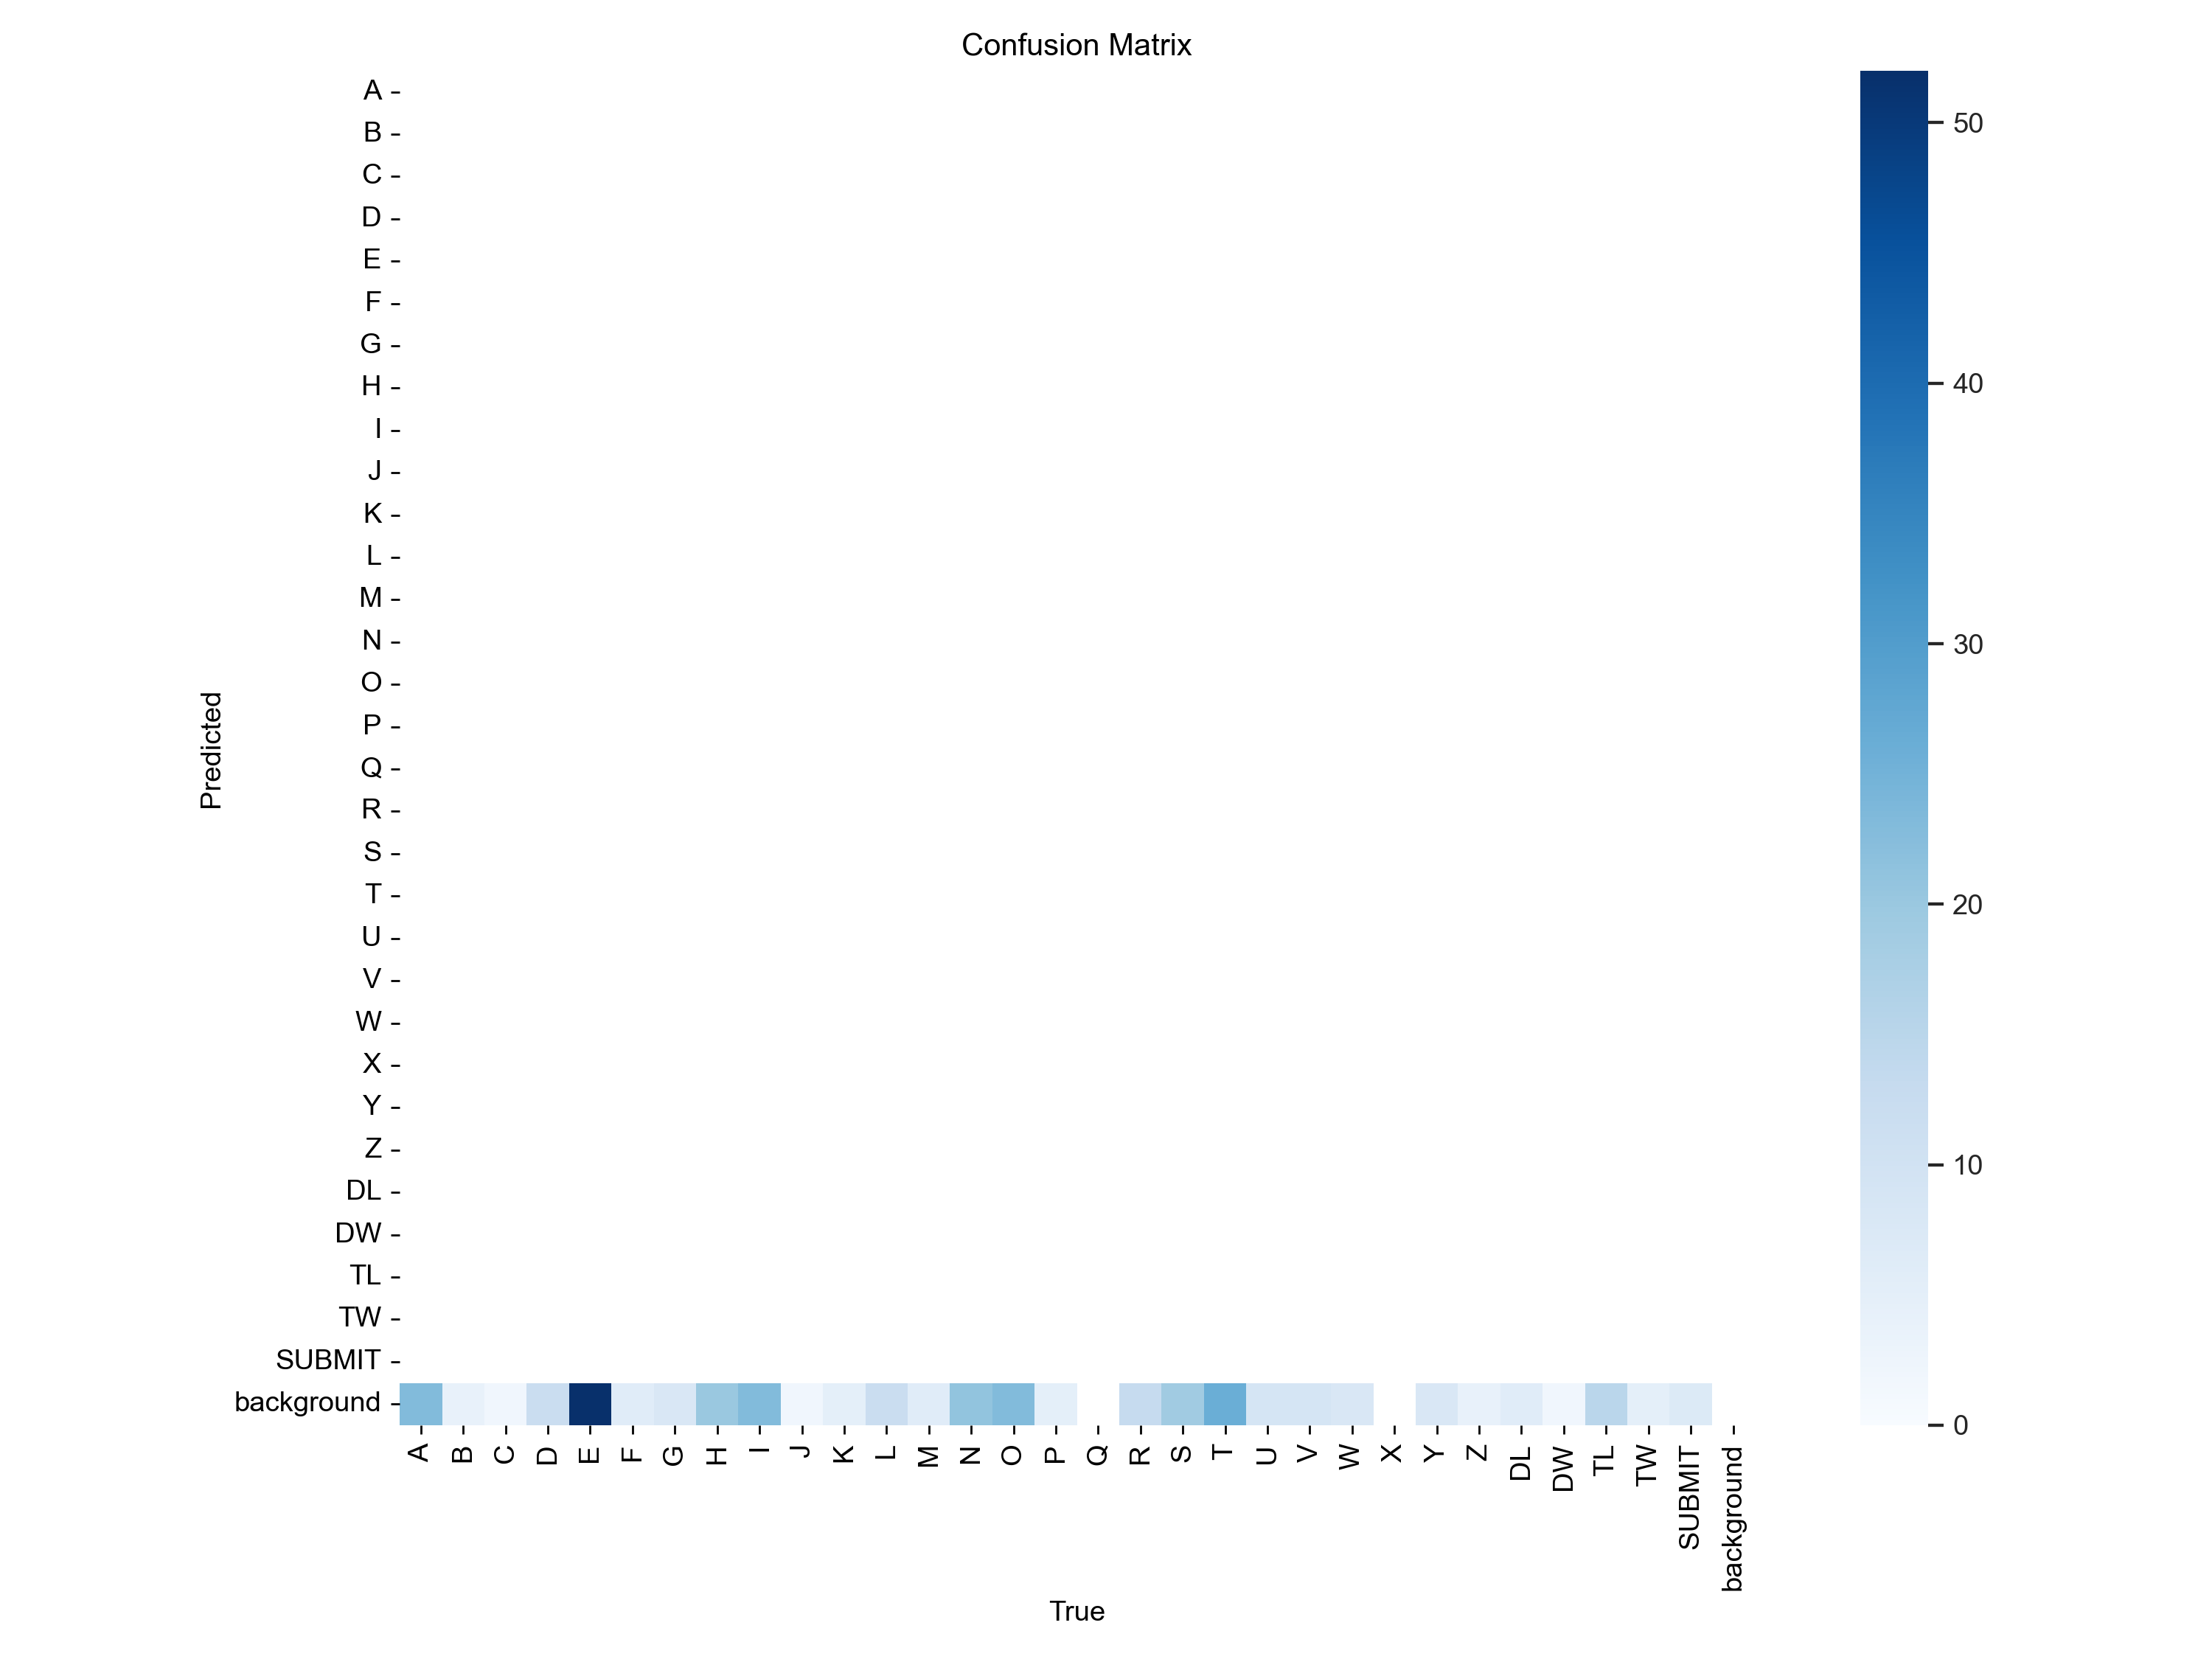 Confusion Matrix
Predicted
A
B
C
D
E
F
G
H
I
J
K
L
M
N
O
P
Q
R
S
T
U
V
W
X
Y
Z
DL
DW
TL
TW
SUBMIT
background
A B C D E F G H I J K L M N O P Q R S T U V W X Y Z DL DW TL TW SUBMIT background
True
50
40
30
20
10
0